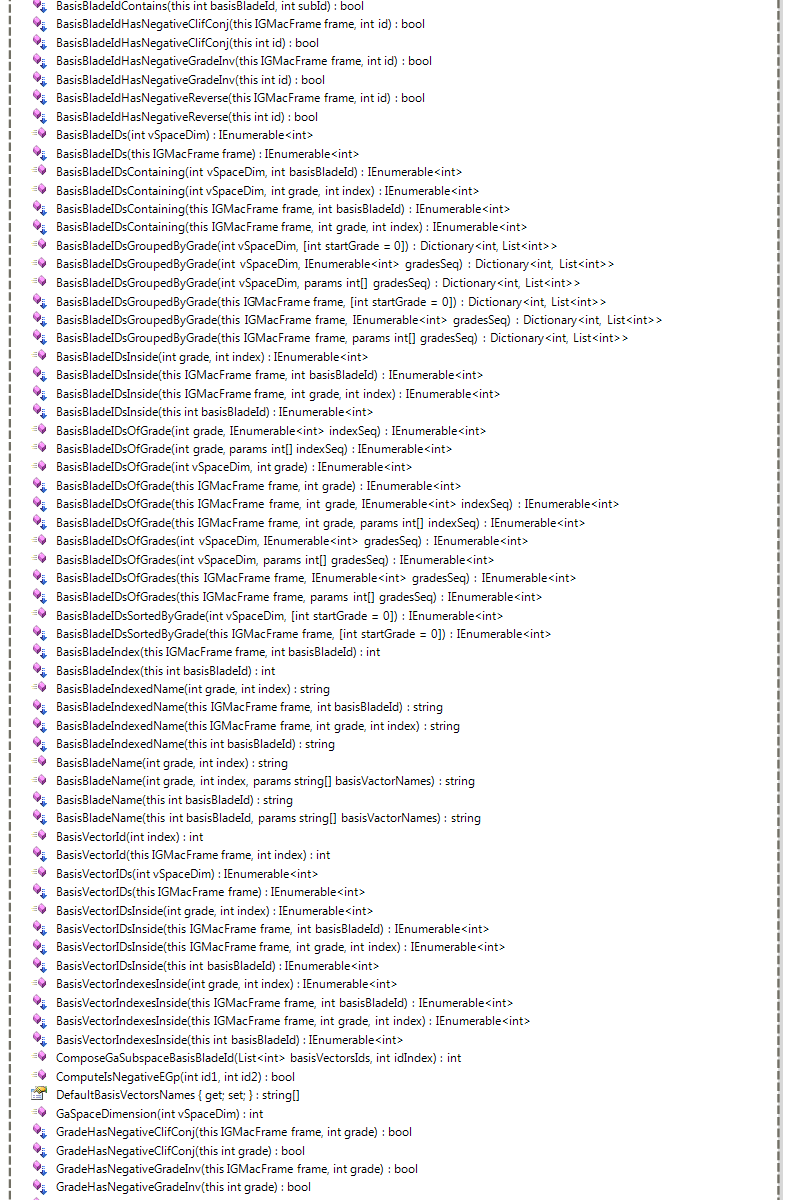 BasisBladeIdContains(this int basisBladeId, int subId) : bool
BasisBladeIdHasNegativeClifConj(this IGMacFrame frame, int id) : bool
BasisBladeIdHasNegativeClifConj(this int id) : bool
BasisBladeIdHasNegativeGradeInv(this IGMacFrame frame, int id) : bool
BasisBladeIdHasNegativeGradeInv(this int id) : bool
BasisBladeIdHasNegativeReverse(this IGMacFrame frame, int id) : bool
BasisBladeIdHasNegativeReverse(this int id) : bool
BasisBladeIDs(int vSpaceDim) : IEnumerable<int>
BasisBladeIDs(this IGMacFrame frame) : IEnumerable<int>
BasisBladeIDsContaining(int vSpaceDim, int basisBladeId) : IEnumerable<int>
BasisBladeIDsContaining(int vSpaceDim, int grade, int index) : IEnumerable<int>
BasisBladeIDsContaining(this IGMacFrame frame, int basisBladeId) : IEnumerable<int>
BasisBladeIDsContaining(this IGMacFrame frame, int grade, int index) : IEnumerable<int>
BasisBladeIDsGroupedByGrade(int vSpaceDim, [int startGrade = 0]) : Dictionary<int, List<int>>
BasisBladeIDsGroupedByGrade(int vSpaceDim, IEnumerable<int> gradesSeq) : Dictionary<int, List<int>>
BasisBladeIDsGroupedByGrade(int vSpaceDim, params int[] gradesSeq) : Dictionary<int, List<int>>
BasisBladeIDsGroupedByGrade(this IGMacFrame frame, [int startGrade = 0]) : Dictionary<int, List<int>>
BasisBladeIDsGroupedByGrade(this IGMacFrame frame, IEnumerable<int> gradesSeq) : Dictionary<int, List<int>>
BasisBladeIDsGroupedByGrade(this IGMacFrame frame, params int[] gradesSeq) : Dictionary<int, List<int>>
BasisBladeIDsInside(int grade, int index) : IEnumerable<int>
BasisBladeIDsInside(this IGMacFrame frame, int basisBladeId) : IEnumerable<int>
BasisBladeIDsInside(this IGMacFrame frame, int grade, int index) : IEnumerable<int>
BasisBladeIDsInside(this int basisBladeId) : IEnumerable<int>
BasisBladeIDsOfGrade(int grade, IEnumerable<int> indexSeq) : IEnumerable<int>
BasisBladeIDsOfGrade(int grade, params int[] indexSeq) : IEnumerable<int>
BasisBladeIDsOfGrade(int vSpaceDim, int grade) : IEnumerable<int>
BasisBladeIDsOfGrade(this IGMacFrame frame, int grade) : IEnumerable<int>
BasisBladeIDsOfGrade(this IGMacFrame frame, int grade, IEnumerable<int> indexSeq) : IEnumerable<int>
BasisBladeIDsOfGrade(this IGMacFrame frame, int grade, params int[] indexSeq) : IEnumerable<int>
BasisBladeIDsOfGrades(int vSpaceDim, IEnumerable<int> gradesSeq) : IEnumerable<int>
BasisBladeIDsOfGrades(int vSpaceDim, params int[] gradesSeq) : IEnumerable<int>
BasisBladeIDsOfGrades(this IGMacFrame frame, IEnumerable<int> gradesSeq) : IEnumerable<int>
BasisBladeIDsOfGrades(this IGMacFrame frame, params int[] gradesSeq) : IEnumerable<int>
BasisBladeIDsSortedByGrade(int vSpaceDim, [int startGrade = 0]) : IEnumerable<int>
BasisBladeIDsSortedByGrade(this IGMacFrame frame, [int startGrade = 0]) : IEnumerable<int>
BasisBladeIndex(this IGMacFrame frame, int basisBladeId) : int
BasisBladeIndex(this int basisBladeId) : int
BasisBladeIndexedName(int grade, int index) : string
BasisBladeIndexedName(this IGMacFrame frame, int basisBladeId) : string
BasisBladeIndexedName(this IGMacFrame frame, int grade, int index) : string
BasisBladeIndexedName(this int basisBladeId) : string
BasisBladeName(int grade, int index) : string
BasisBladeName(int grade, int index, params string[] basisVactorNames) : string
BasisBladeName(this int basisBladeId) : string
BasisBladeName(this int basisBladeId, params string[] basisVactorNames) : string
BasisVectorId(int index) : int
BasisVectorId(this IGMacFrame frame, int index) : int
BasisVectorIDs(int vSpaceDim) : IEnumerable<int>
BasisVectorIDs(this IGMacFrame frame) : IEnumerable<int>
BasisVectorIDsInside(int grade, int index) : IEnumerable<int>
BasisVectorIDsInside(this IGMacFrame frame, int basisBladeId) : IEnumerable<int>
BasisVectorIDsInside(this IGMacFrame frame, int grade, int index) : IEnumerable<int>
BasisVectorIDsInside(this int basisBladeId) : IEnumerable<int>
BasisVectorIndexesInside(int grade, int index) : IEnumerable<int>
BasisVectorIndexesInside(this IGMacFrame frame, int basisBladeId) : IEnumerable<int>
BasisVectorIndexesInside(this IGMacFrame frame, int grade, int index) : IEnumerable<int>
BasisVectorIndexesInside(this int basisBladeId) : IEnumerable<int>
ComposeGaSubspaceBasisBladeId(List<int> basisVectorsIds, int idIndex) : int
ComputeIsNegativeEGp(int id1, int id2) : bool
DefaultBasisVectorsNames { get; set; } : string[]
GaSpaceDimension(int vSpaceDim) : int
GradeHasNegativeClifConj(this IGMacFrame frame, int grade) : bool
GradeHasNegativeClifConj(this int grade) : bool
GradeHasNegativeGradeInv(this IGMacFrame frame, int grade) : bool
GradeHasNegativeGradeInv(this int grade) : bool